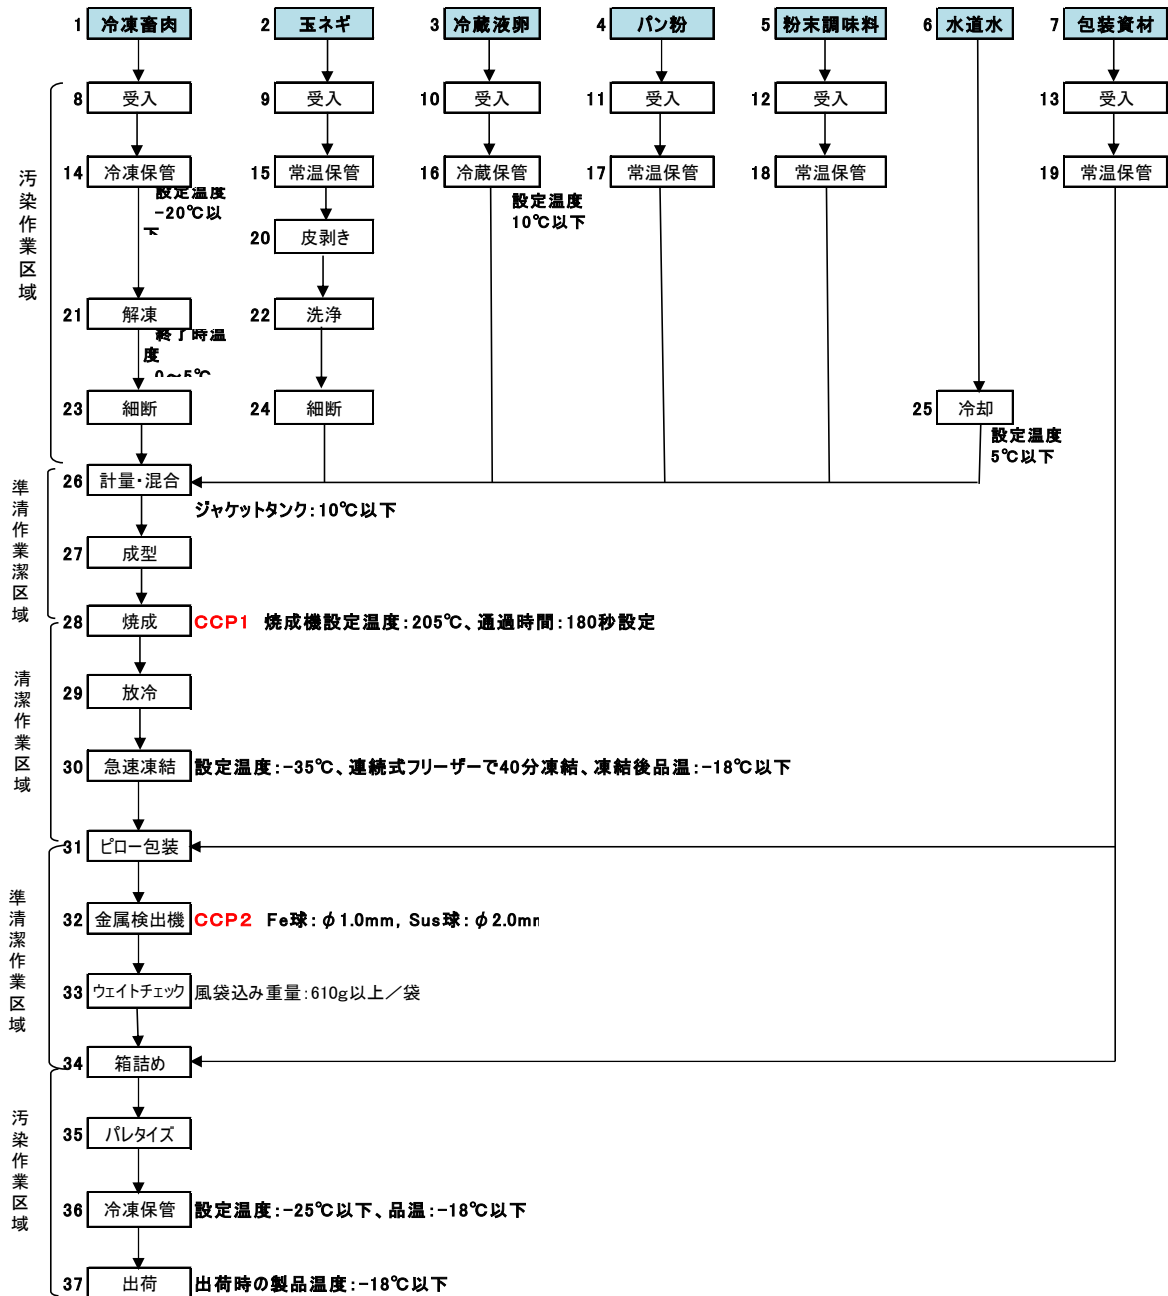 1 冷凍畜肉 2 玉ネギ 3 冷蔵液卵 4 パン粉 5 粉末調味料 6 水道水 7 包装資材
8 受入 9 受入 10 受入 11 受入 12 受入 13 受入
14 冷凍保管 15 常温保管 16 冷蔵保管 17 常温保管 18 常温保管 19 常温保管
設定温度
-20℃以
下
設定温度
10℃以下
汚染作業区域
20 皮剥き
21 解凍 22 洗浄
終了時温
度
0~5℃
23 細断 24 細断 25 冷却
設定温度
5℃以下
26 計量・混合
ジャケットタンク:10℃以下
準清作業潔区域
27 成型
28 焼成 CCP1 焼成機設定温度:205℃、通過時間:180秒設定
清潔作業区域
29 放冷
30 急速凍結 設定温度:-35℃、連続式フリーザーで40分凍結、凍結後品温:-18℃以下
31 ピロー包装
準清潔作業区域
32 金属検出機 CCP2 Fe球:φ1.0mm, Sus球:φ2.0mm
33 ウェイトチェック 風袋込み重量:610g以上/袋
34 箱詰め
汚染作業区域
35 パレタイズ
36 冷凍保管 設定温度:-25℃以下、品温:-18℃以下
37 出荷 出荷時の製品温度:-18℃以下